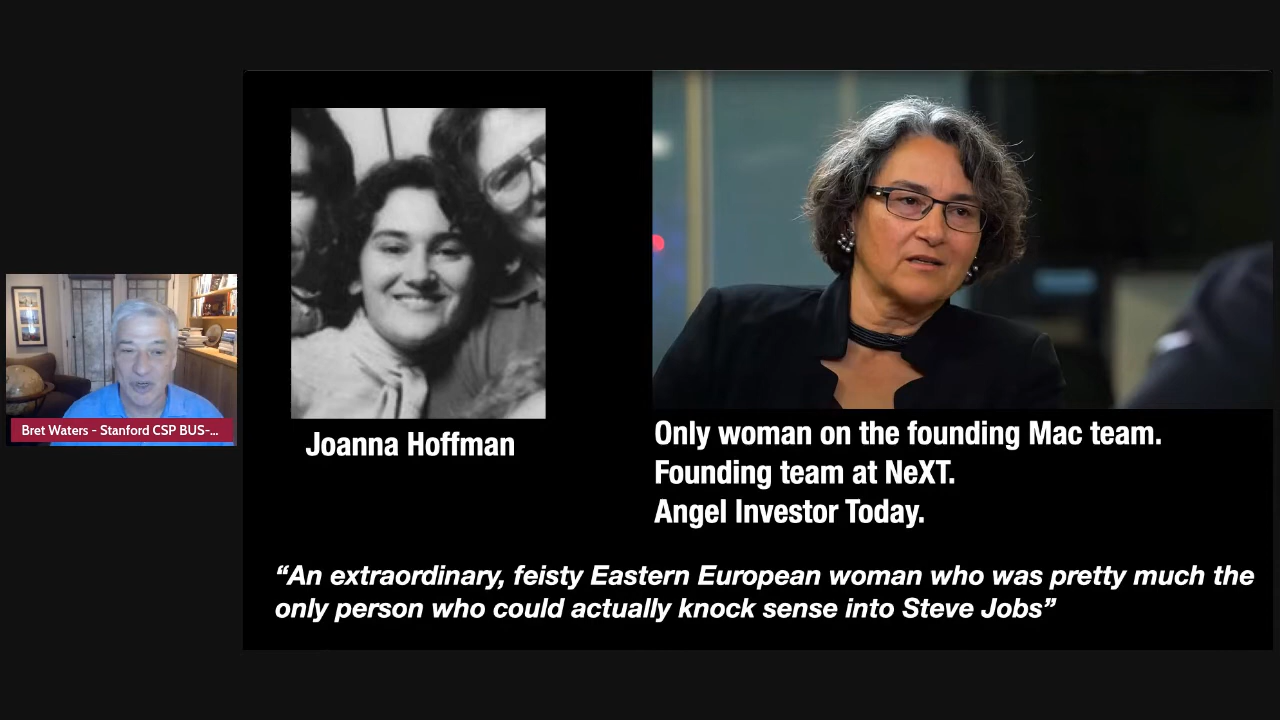 Bret Waters - Stanford CSP BUS-...
Joanna Hoffman
Only woman on the founding Mac team.
Founding team at NeXT.
Angel Investor Today.
“An extraordinary, feisty Eastern European woman who was pretty much the
only person who could actually knock sense into Steve Jobs”